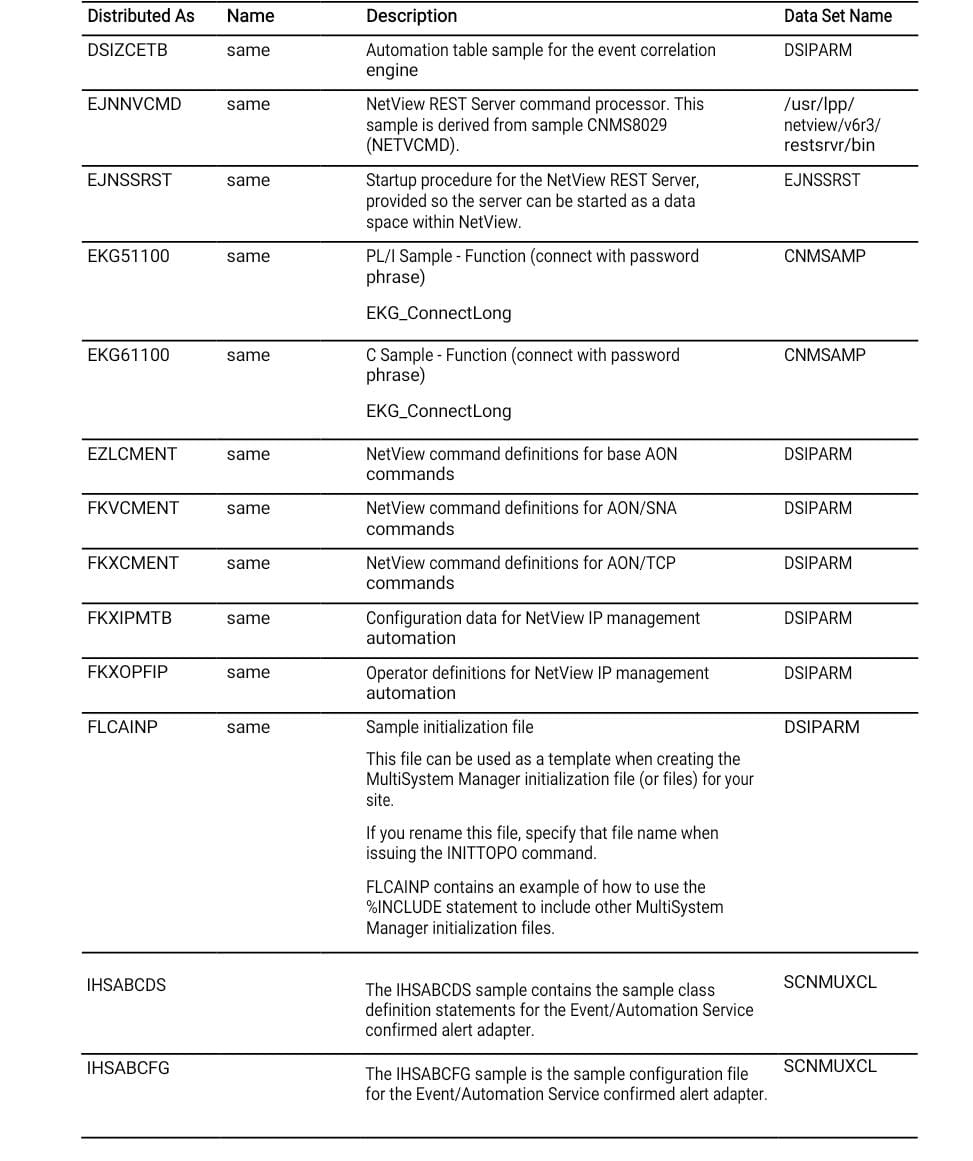 Distributed As Name Description Data Set Name
DSIZCETB same Automation table sample for the event correlation DSIPARM
engine
EJNNVCMD same NetView REST Server command processor. This /usr/lpp/
sample is derived from sample CNMS8029 netview/v6r3/
(NETVCMD). restsrvr/bin
EJNSSRST same Startup procedure for the NetView REST Server, EJNSSRST
provided so the server can be started as a data
space within NetView.
EKG51100 same PL/I Sample - Function (connect with password CNMSAMP
phrase)
EKG_ConnectLong
EKG61100 same C Sample - Function (connect with password CNMSAMP
phrase)
EKG_ConnectLong
EZLCMENT same NetView command definitions for base AON DSIPARM
commands
FKVCMENT same NetView command definitions for AON/SNA DSIPARM
commands
FKXCMENT same NetView command definitions for AON/TCP DSIPARM
commands
FKXIPMTB same Configuration data for NetView IP management DSIPARM
automation
FKXOPFIP same Operator definitions for NetView IP management DSIPARM
automation
FLCAINP same Sample initialization file DSIPARM
This file can be used as a template when creating the
MultiSystem Manager initialization file (or files) for your
site.
If you rename this file, specify that file name when
issuing the INITTOPO command.
FLCAINP contains an example of how to use the
%INCLUDE statement to include other MultiSystem
Manager initialization files.
IHSABCDS The IHSABCDS sample contains the sample class SCNMUXCL
definition statements for the Event/Automation Service
confirmed alert adapter.
IHSABCFG The IHSABCFG sample is the sample configuration file SCNMUXCL
for the Event/Automation Service confirmed alert adapter.